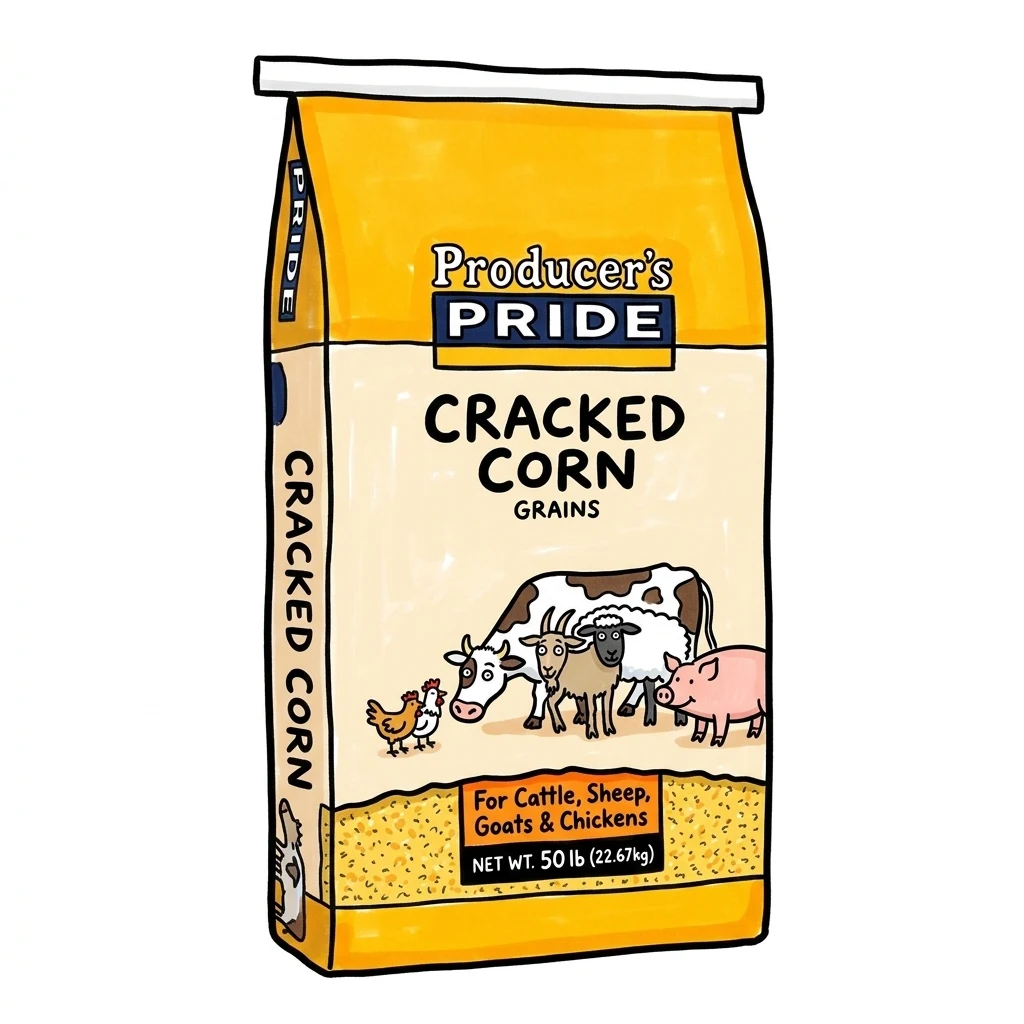 Producer's
PRIDE
CRACKED
CORN
GRAINS
For Cattle, Sheep,
Goats & Chickens
NET WT. 50 lb (22.67kg)
PRIDE
CRACKED CORN